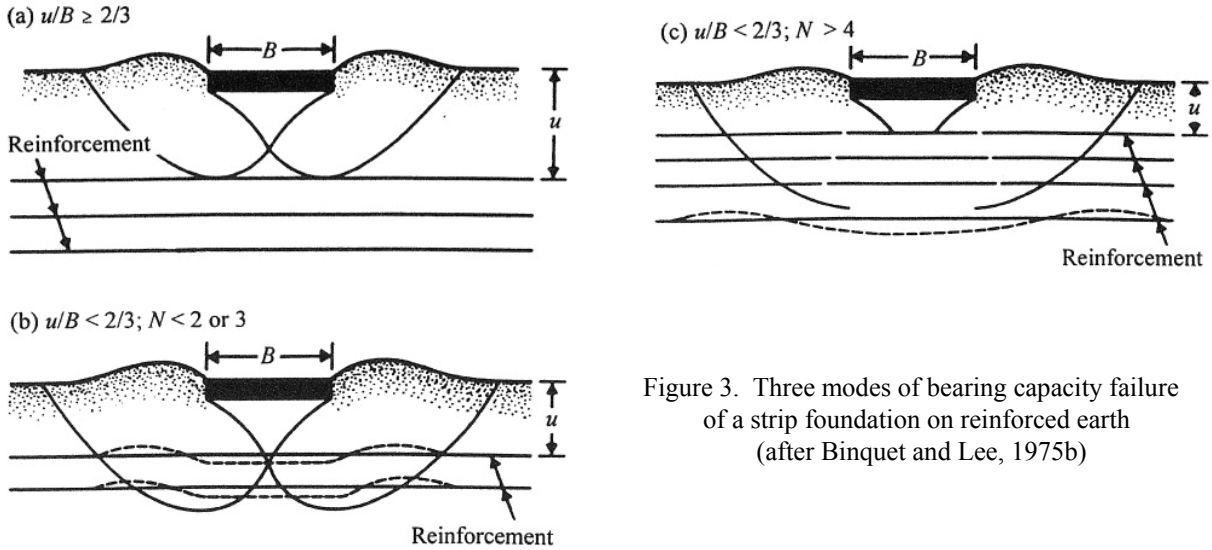 (a) u/B ≥ 2/3
B
u
Reinforcement
(b) u/B < 2/3; N < 2 or 3
B
u
Reinforcement
(c) u/B < 2/3; N > 4
B
u
Reinforcement
Figure 3. Three modes of bearing capacity failure
of a strip foundation on reinforced earth
(after Binquet and Lee, 1975b)